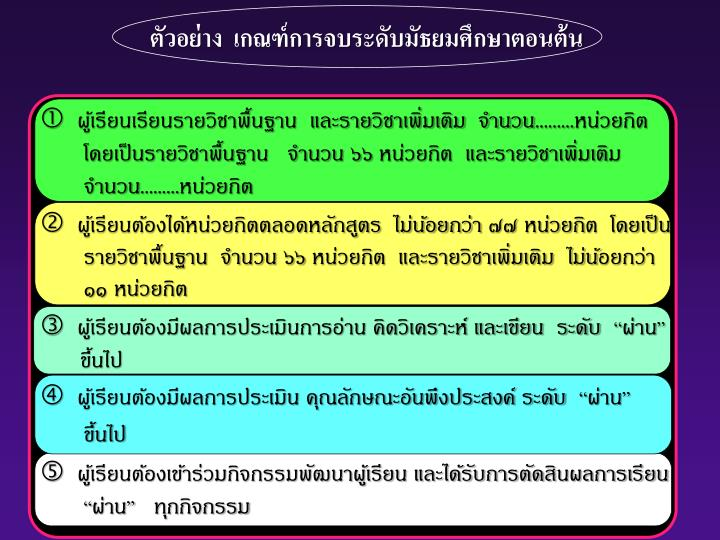 ตัวอย่าง เกณฑ์การจบระดับมัธยมศึกษาตอนต้น
① ผู้เรียนเรียนรายวิชาพื้นฐาน และรายวิชาเพิ่มเติม จำนวน.........หน่วยกิต
โดยเป็นรายวิชาพื้นฐาน จำนวน ๖๖ หน่วยกิต และรายวิชาเพิ่มเติม
จำนวน.........หน่วยกิต
② ผู้เรียนต้องได้หน่วยกิตตลอดหลักสูตร ไม่น้อยกว่า ๗๗ หน่วยกิต โดยเป็น
รายวิชาพื้นฐาน จำนวน ๖๖ หน่วยกิต และรายวิชาเพิ่มเติม ไม่น้อยกว่า
๑๑ หน่วยกิต
③ ผู้เรียนต้องมีผลการประเมินการอ่าน คิดวิเคราะห์ และเขียน ระดับ “ผ่าน”
ขึ้นไป
④ ผู้เรียนต้องมีผลการประเมิน คุณลักษณะอันพึงประสงค์ ระดับ “ผ่าน”
ขึ้นไป
⑤ ผู้เรียนต้องเข้าร่วมกิจกรรมพัฒนาผู้เรียน และได้รับการตัดสินผลการเรียน
“ผ่าน” ทุกกิจกรรม